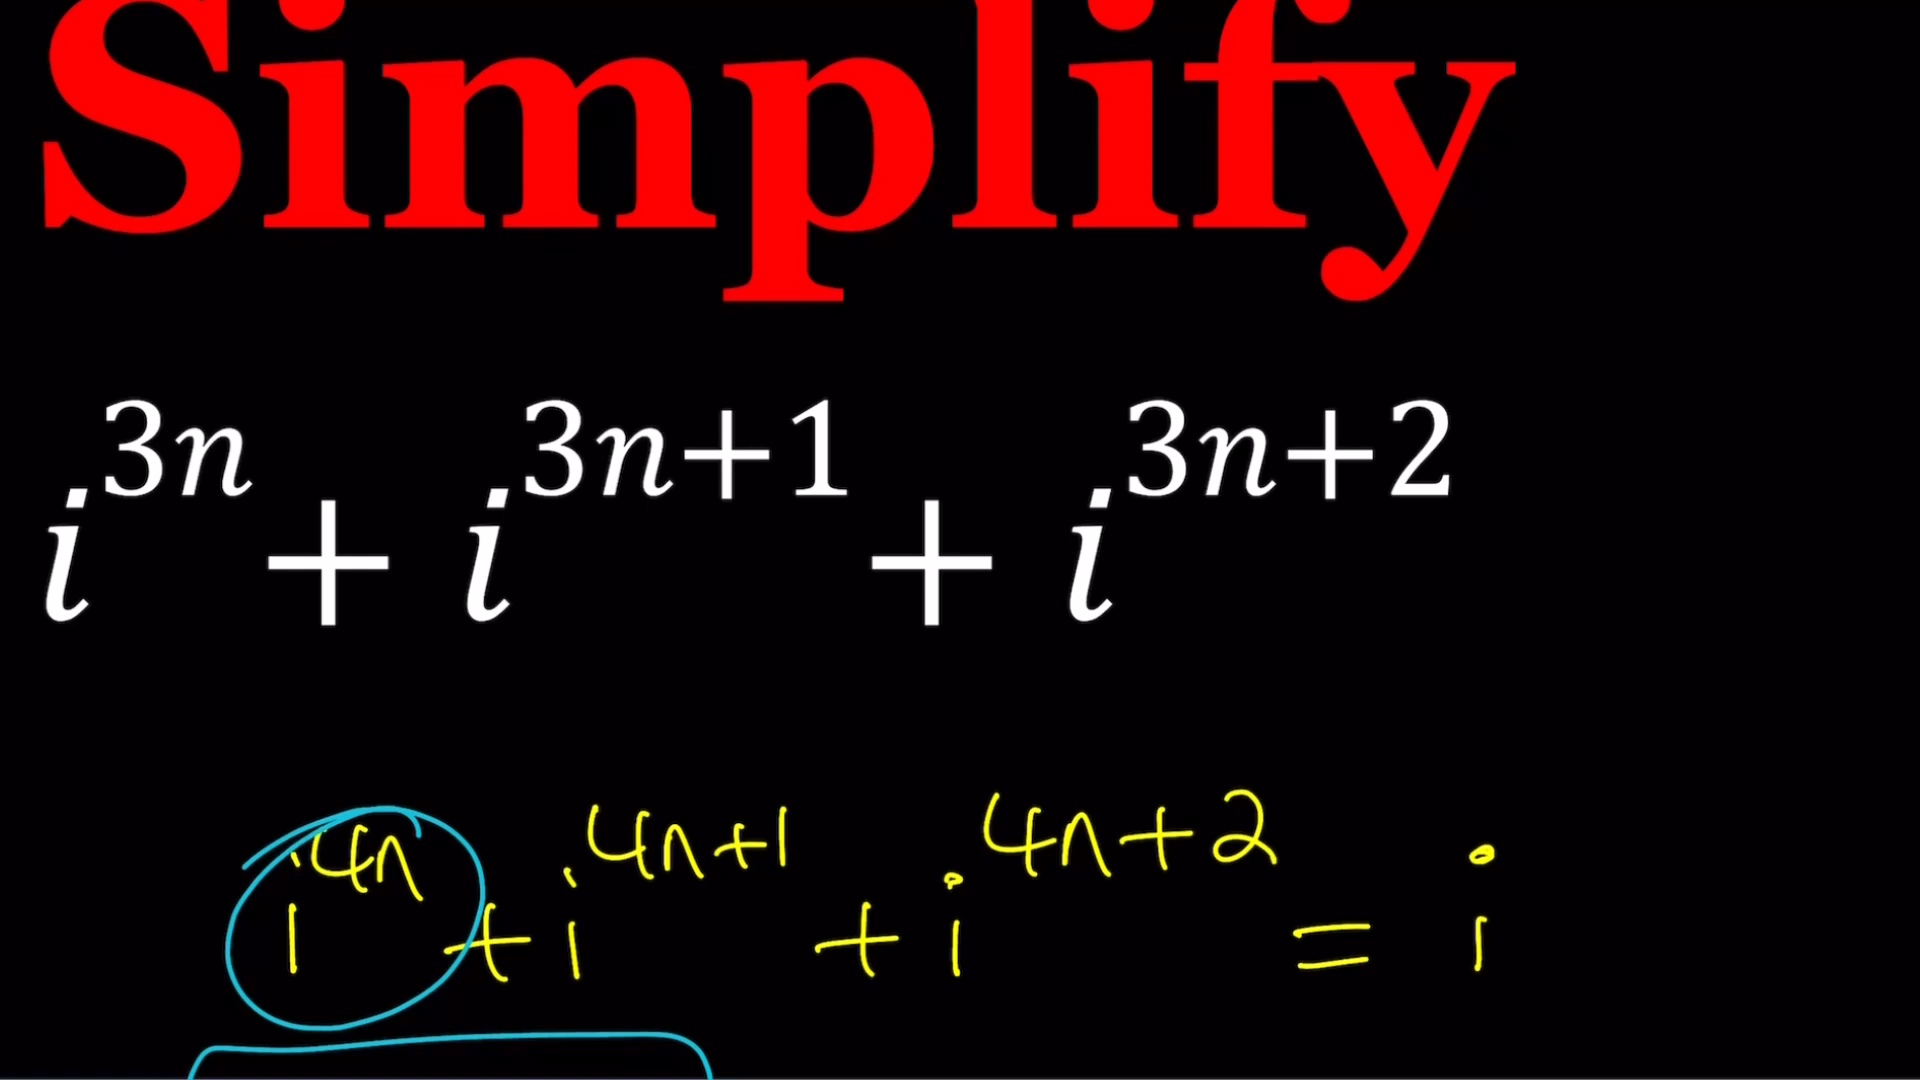 Simplify
i^{3n} + i^{3n+1} + i^{3n+2}
i^{4n} + i^{4n+1} + i^{4n+2} = i